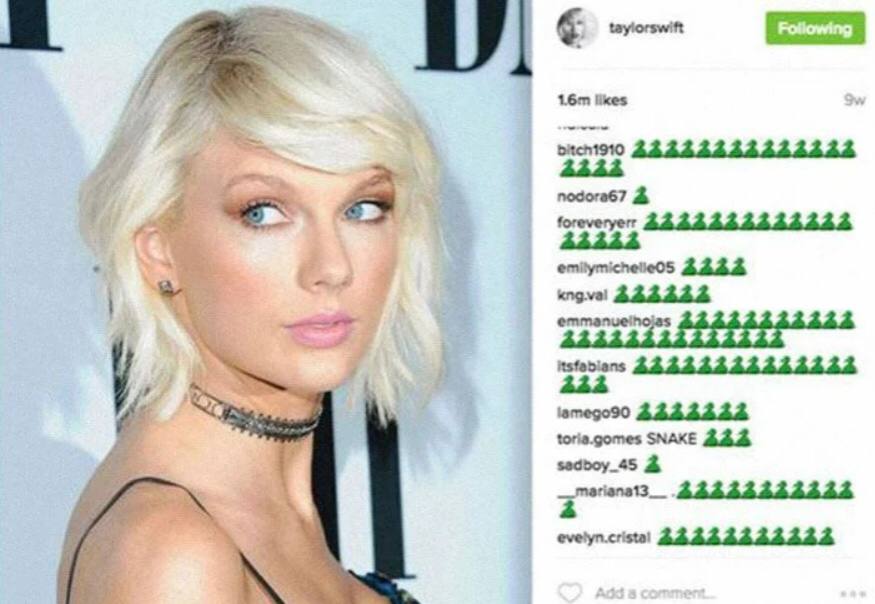 taylorswift
Following
1.6m likes
9w
bitch1910 🐍🐍🐍🐍🐍🐍🐍🐍🐍🐍🐍🐍🐍🐍
🐍🐍🐍🐍
nodora67 🐍
foreveryerr 🐍🐍🐍🐍🐍🐍🐍🐍🐍🐍🐍🐍🐍
🐍🐍🐍🐍🐍
emilymichelle05 🐍🐍🐍🐍
kng.val 🐍🐍🐍🐍🐍🐍
emmanuelhojas 🐍🐍🐍🐍🐍🐍🐍🐍🐍🐍🐍
🐍🐍🐍🐍🐍🐍🐍🐍🐍🐍🐍🐍🐍🐍
itsfabians 🐍🐍🐍🐍🐍🐍🐍🐍🐍🐍🐍🐍🐍🐍
🐍🐍🐍
lamego90 🐍🐍🐍🐍🐍🐍🐍
toria.gomes SNAKE 🐍🐍🐍
sadboy_45 🐍
__mariana13__ .🐍🐍🐍🐍🐍🐍🐍🐍🐍🐍🐍
🐍
evelyn.cristal 🐍🐍🐍🐍🐍🐍🐍🐍🐍🐍🐍
Add a comment...